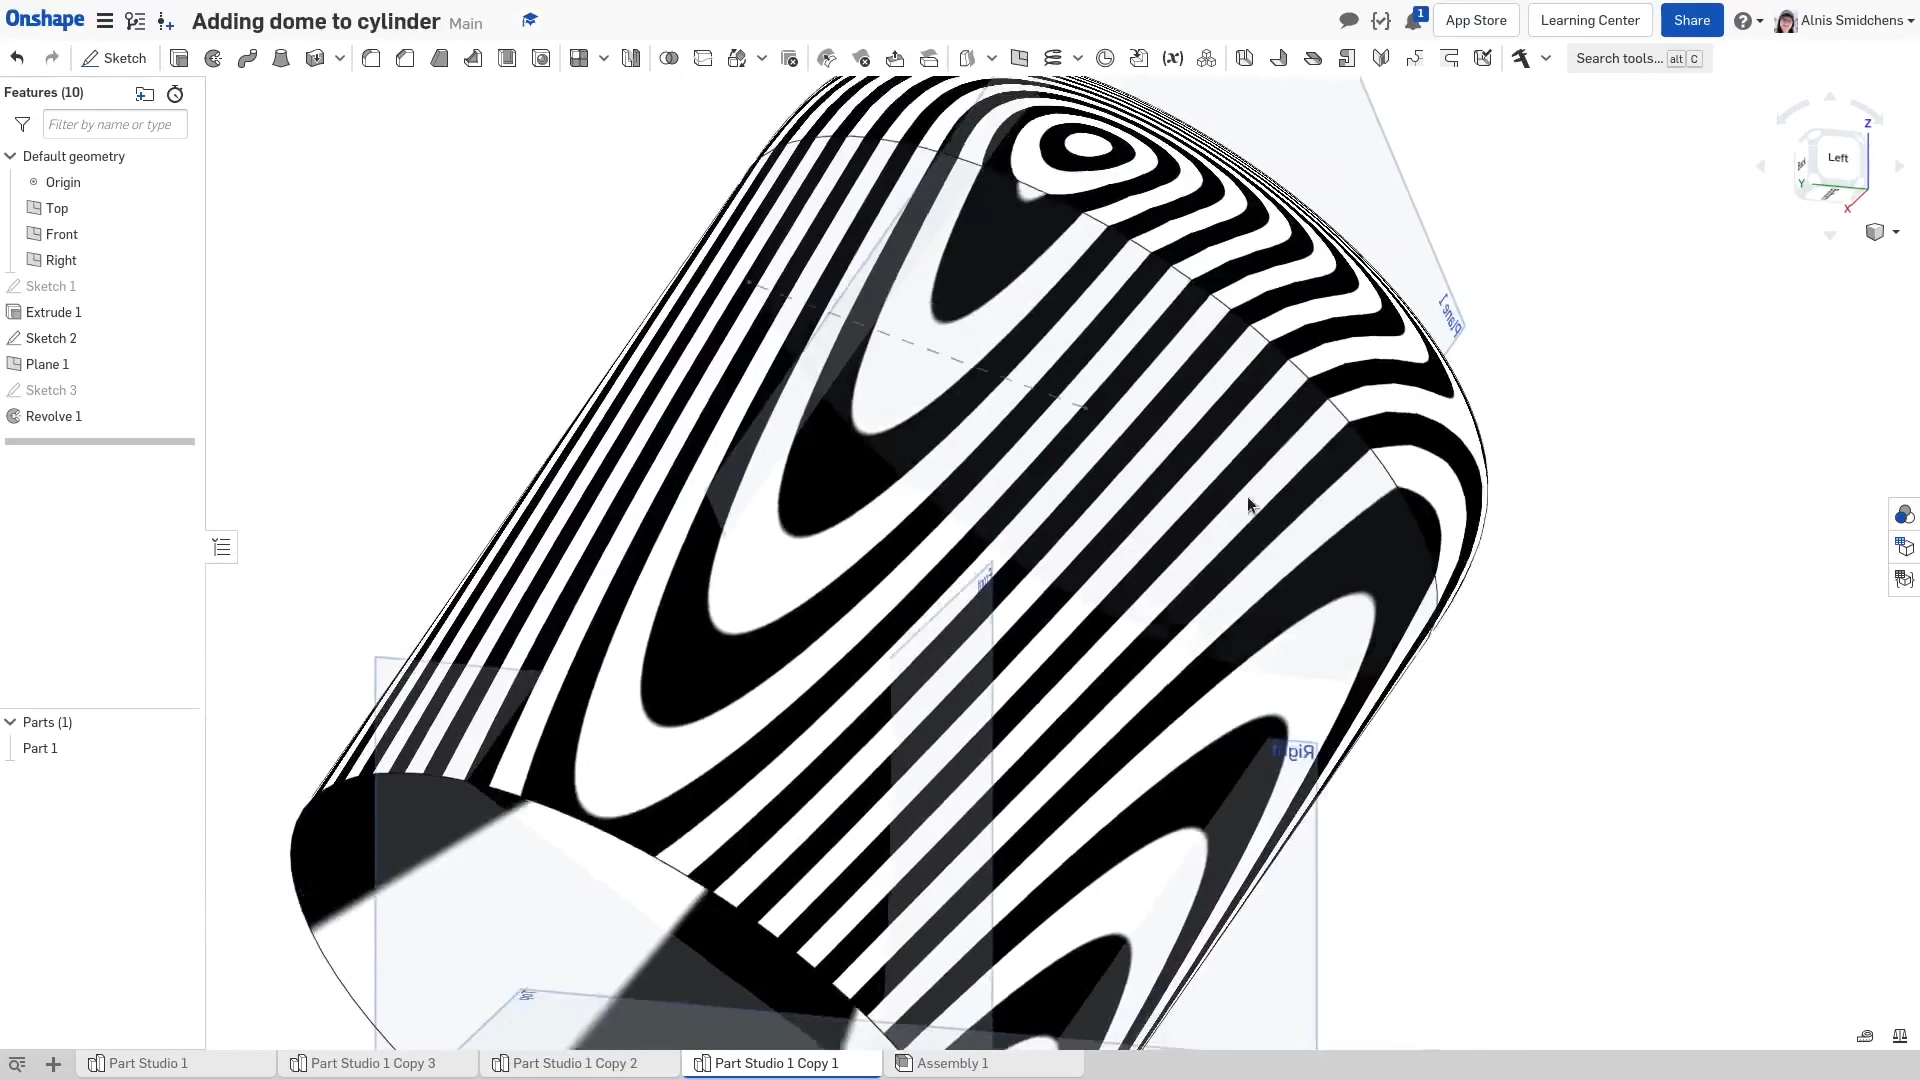 Onshape
Adding dome to cylinder Main
1
App Store
Learning Center
Share
Alnis Smidchens
Sketch
Search tools... alt C
Features (10)
Filter by name or type
Default geometry
Origin
Top
Front
Right
Sketch 1
Extrude 1
Sketch 2
Plane 1
Sketch 3
Revolve 1
Parts (1)
Part 1
Z
Left
Y
X
Plane 1
Front
Right
Top
Part Studio 1
Part Studio 1 Copy 3
Part Studio 1 Copy 2
Part Studio 1 Copy 1
Assembly 1